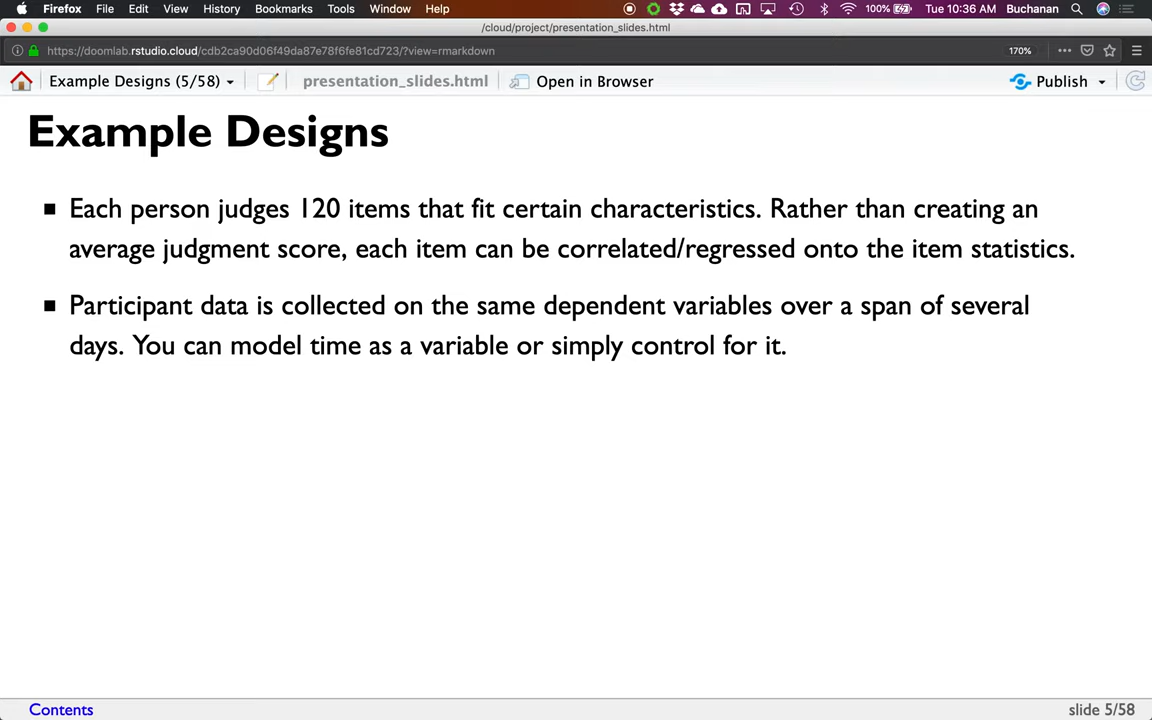 Firefox File Edit View History Bookmarks Tools Window Help 100% Tue 10:36 AM Buchanan
/cloud/project/presentation_slides.html
https://doomlab.rstudio.cloud/cdb2ca90d06f49da87e78f6fe81cd723/?view=rmarkdown 170%
Example Designs (5/58) presentation_slides.html Open in Browser Publish
Example Designs
Each person judges 120 items that fit certain characteristics. Rather than creating an
average judgment score, each item can be correlated/regressed onto the item statistics.
Participant data is collected on the same dependent variables over a span of several
days. You can model time as a variable or simply control for it.
Contents slide 5/58